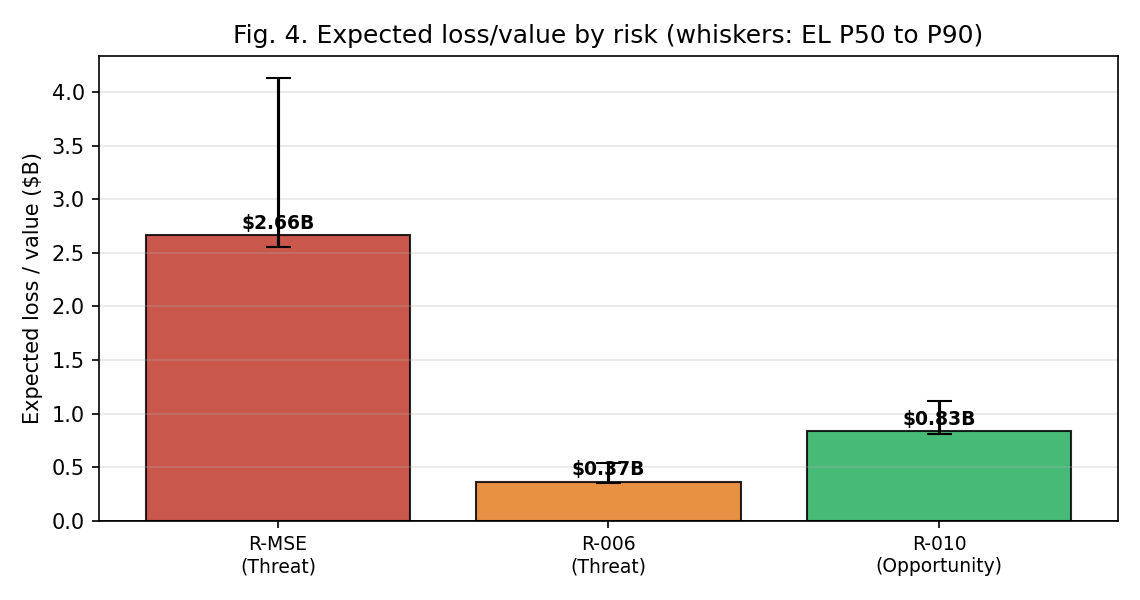 Fig. 4. Expected loss/value by risk (whiskers: EL P50 to P90)
Expected loss / value ($B)
4.0
3.5
3.0
2.5
2.0
1.5
1.0
0.5
0.0
$2.66B
$0.37B
$0.83B
R-MSE
(Threat)
R-006
(Threat)
R-010
(Opportunity)